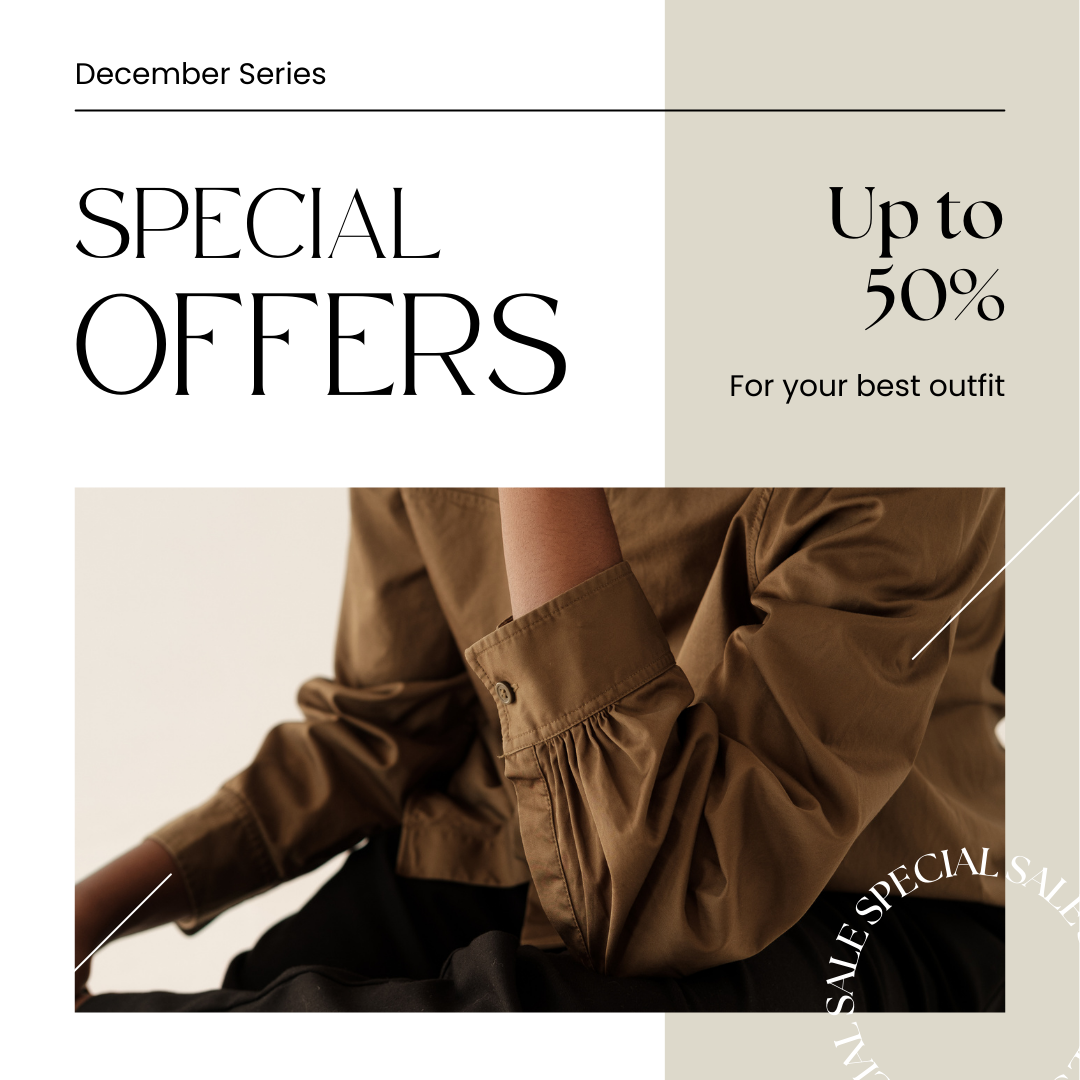 December Series
SPECIAL
OFFERS
Up to
50%
For your best outfit
SALE SPECIAL SALE